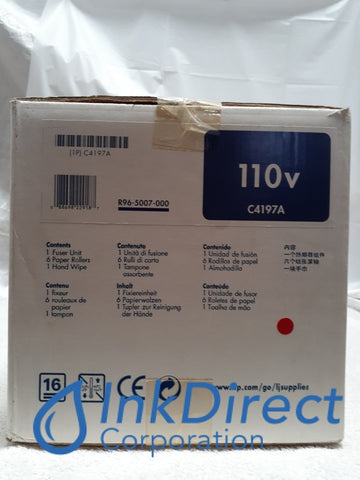 (1P) C4197A
110v
C4197A
R96-5007-000
Contents
1 Fuser Unit
6 Paper Rollers
1 Hand Wipe
Contenuto
1 Unità di fusione
6 Rulli di carta
1 Tampone
assorbente
Contenido
1 Unidad de fusión
6 Rodillos de papel
1 Almohadilla
内容
一个热熔器组件
六个给纸滚轴
一块手巾
Contenu
1 fixeur
6 rouleaux de
papier
1 tampon
Inhalt
1 Fixiereinheit
6 Papierwalzen
1 Tupfer zur Reinigung
der Hände
Conteúdo
1 Unidade de fusor
6 Roletes de papel
1 Toalha de mão
16
CE
www.hp.com/go/ljsupplies
InkDirect
Corporation